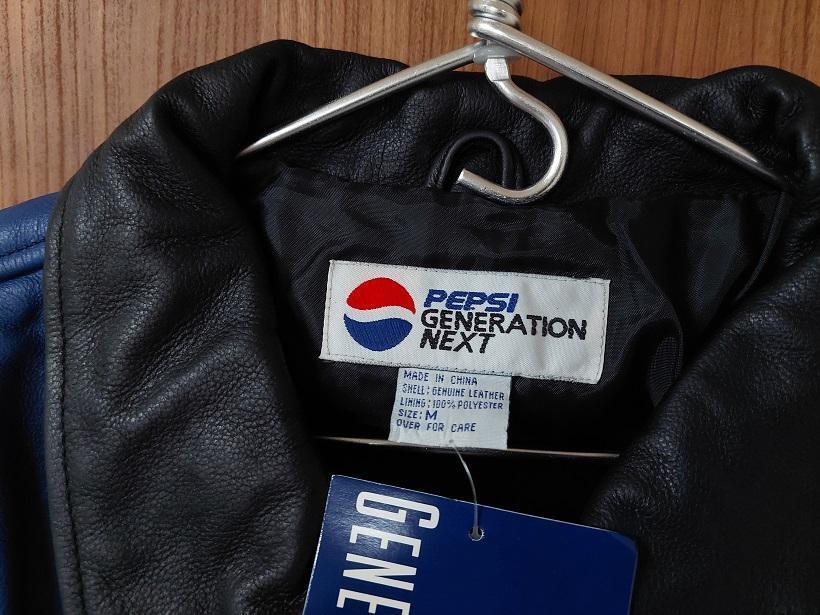 PEPSI
GENERATION
NEXT
MADE IN CHINA
SHELL: GENUINE LEATHER
LINING: 100% POLYESTER
SIZE: M
OVER FOR CARE
GENE